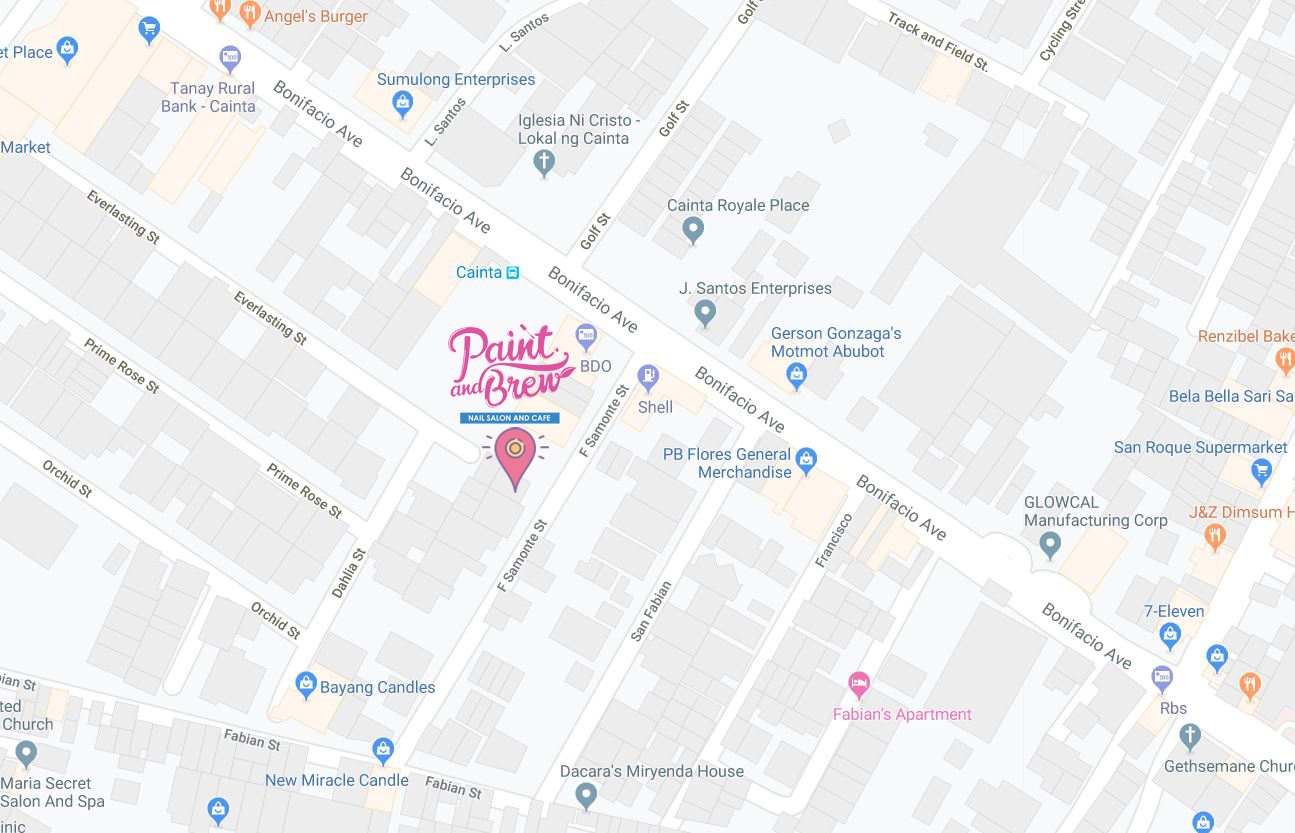 Angel's Burger
L. Santos
Golf St
Track and Field St.
Cycling Stre
et Place
Tanay Rural
Bank - Cainta
Bonifacio Ave
Sumulong Enterprises
L. Santos
Iglesia Ni Cristo -
Lokal ng Cainta
Golf St
Market
Bonifacio Ave
Everlasting St
Cainta Royale Place
Golf St
Cainta
Bonifacio Ave
J. Santos Enterprises
Everlasting St
Gerson Gonzaga's
Motmot Abubot
Renzibel Bake
Prime Rose St
Paint
and Brew
NAIL SALON AND CAFE
BDO
Shell
Bonifacio Ave
Bela Bella Sari Sa
F Samonte St
PB Flores General
Merchandise
San Roque Supermarket
Orchid St
Prime Rose St
Bonifacio Ave
GLOWCAL
Manufacturing Corp
J&Z Dimsum H
Francisco
F Samonte St
Dahlia St
San Fabian
Orchid St
7-Eleven
Bonifacio Ave
bian St
Bayang Candles
Fabian's Apartment
Rbs
ted
Church
Fabian St
Gethsemane Churc
New Miracle Candle
Fabian St
Dacara's Miryenda House
Maria Secret
Salon And Spa
inic